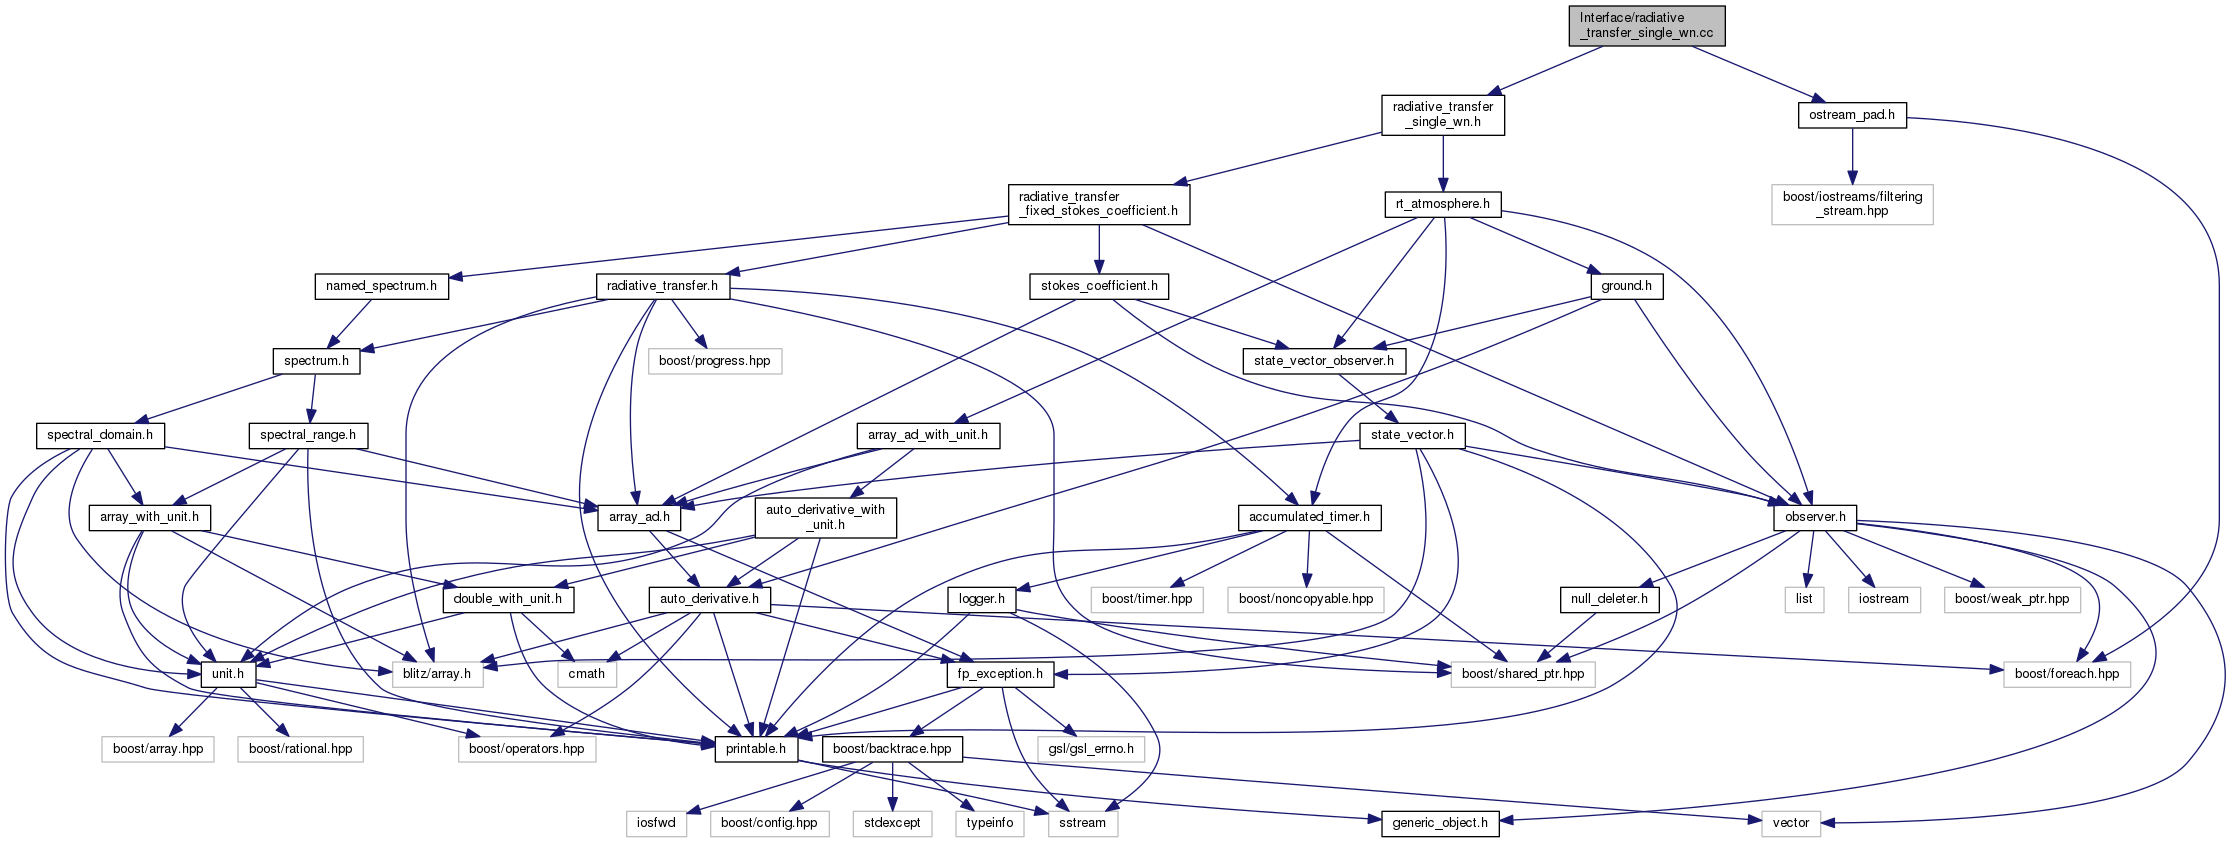 Interface/radiative
_transfer_single_wn.cc
radiative_transfer
_single_wn.h
ostream_pad.h
radiative_transfer
_fixed_stokes_coefficient.h
rt_atmosphere.h
boost/iostreams/filtering
_stream.hpp
named_spectrum.h
radiative_transfer.h
stokes_coefficient.h
ground.h
spectrum.h
boost/progress.hpp
state_vector_observer.h
spectral_domain.h
spectral_range.h
array_ad_with_unit.h
state_vector.h
array_with_unit.h
array_ad.h
auto_derivative_with
_unit.h
accumulated_timer.h
observer.h
double_with_unit.h
auto_derivative.h
logger.h
boost/timer.hpp
boost/noncopyable.hpp
null_deleter.h
list
iostream
boost/weak_ptr.hpp
unit.h
blitz/array.h
cmath
fp_exception.h
boost/shared_ptr.hpp
boost/foreach.hpp
boost/array.hpp
boost/rational.hpp
boost/operators.hpp
printable.h
boost/backtrace.hpp
gsl/gsl_errno.h
iosfwd
boost/config.hpp
stdexcept
typeinfo
sstream
generic_object.h
vector